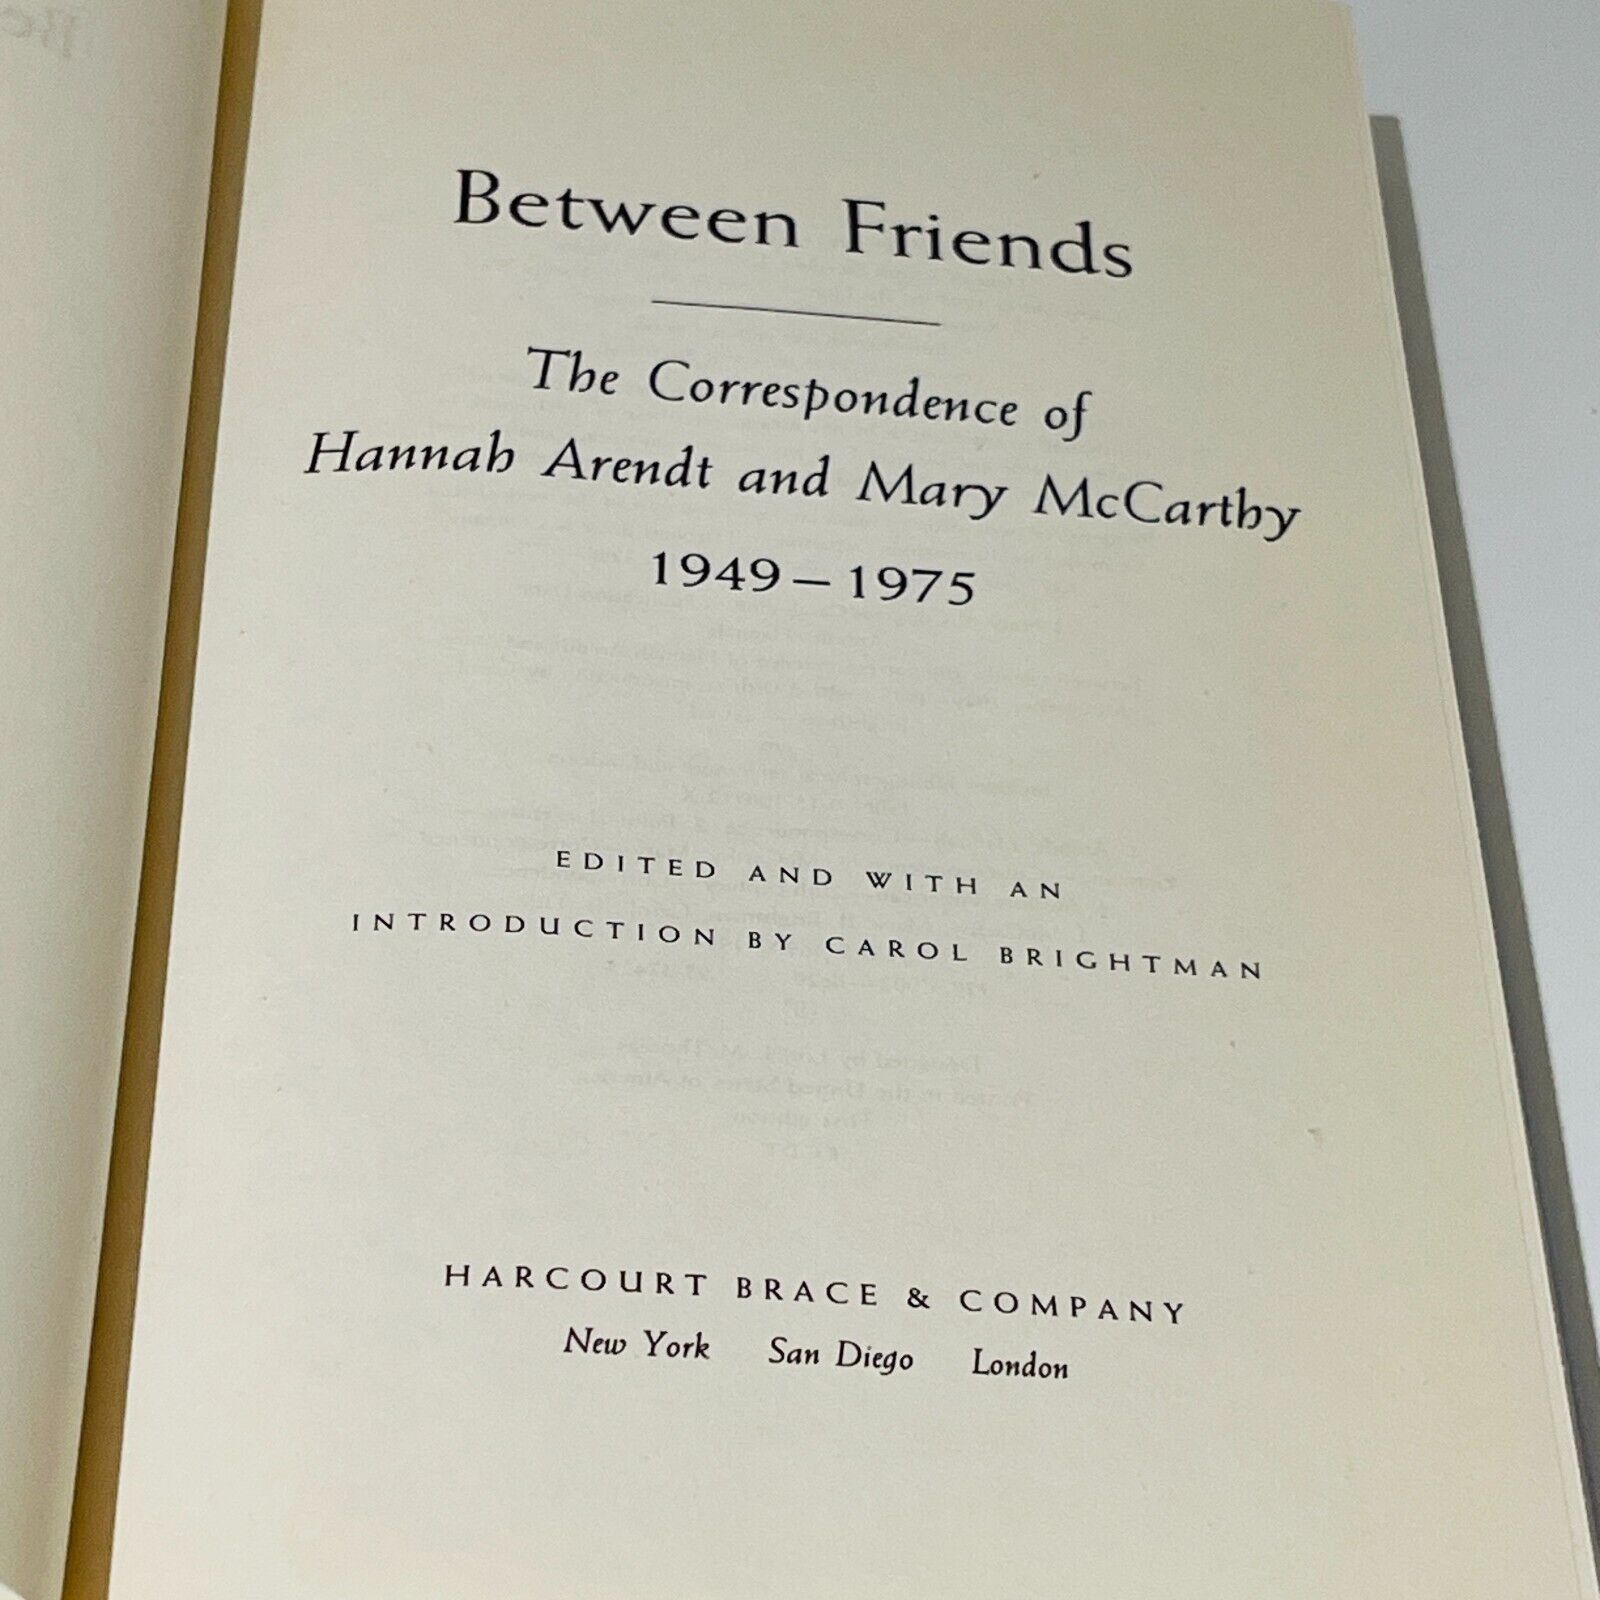 Between Friends
The Correspondence of
Hannah Arendt and Mary McCarthy
1949 – 1975
EDITED AND WITH AN
INTRODUCTION BY CAROL BRIGHTMAN
HARCOURT BRACE & COMPANY
New York San Diego London